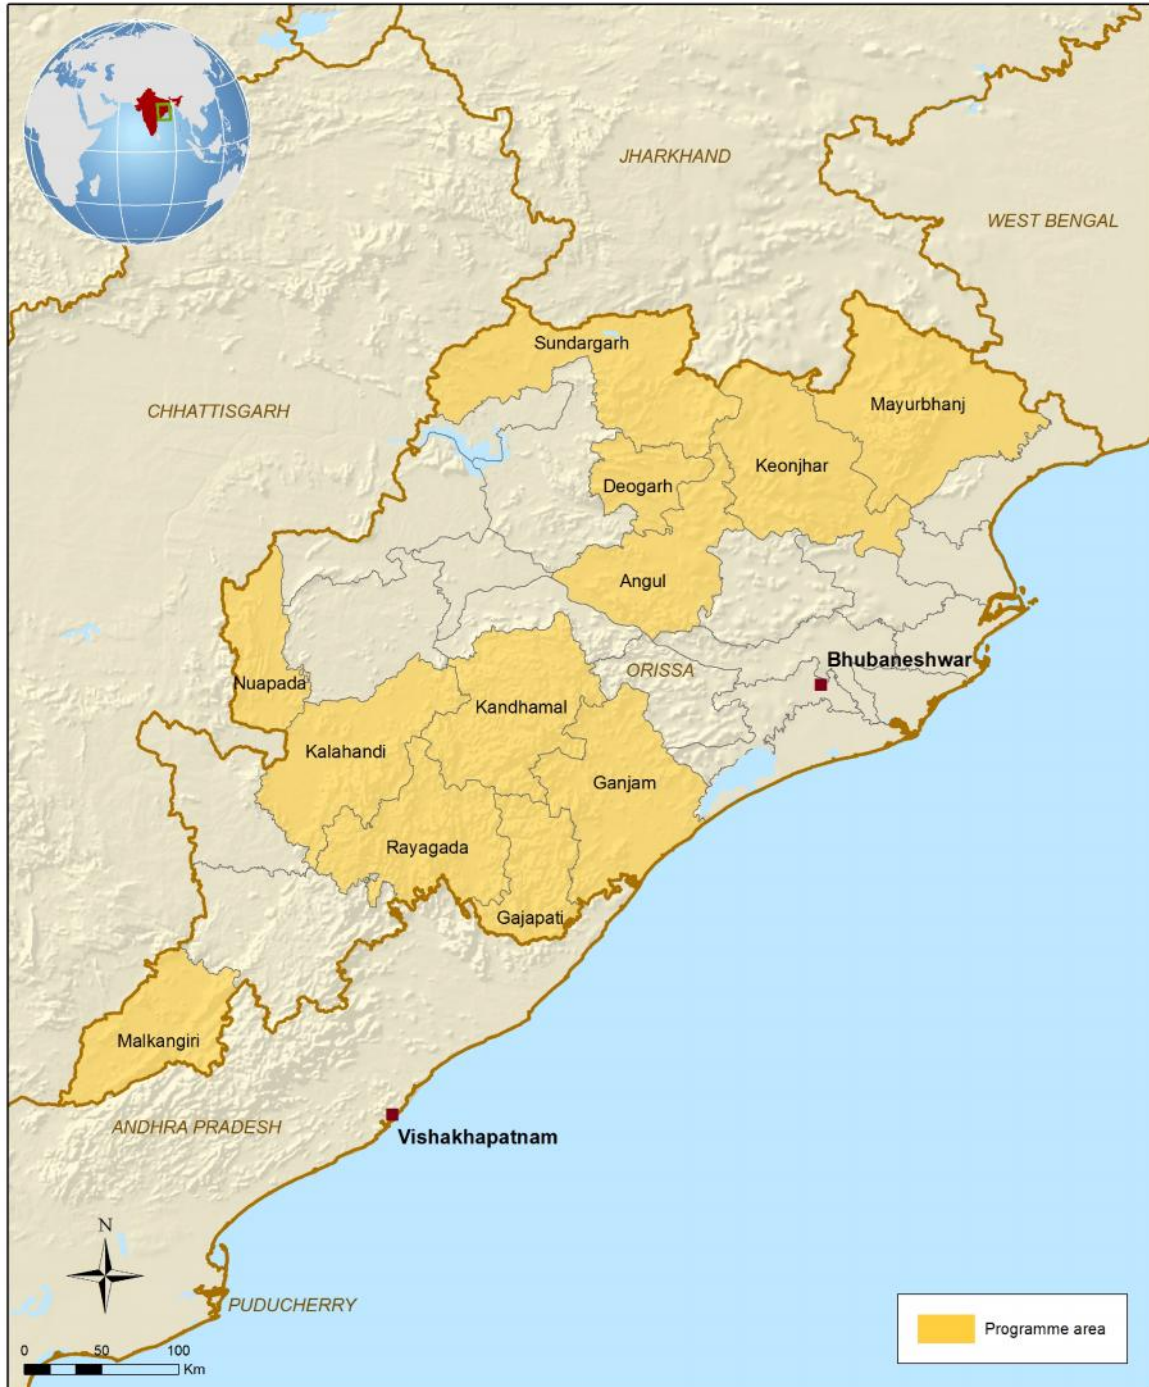 JHARKHAND
WEST BENGAL
Sundargarh
CHHATTISGARH
Mayurbhanj
Keonjhar
Deogarh
Angul
Bhubaneshwar
ORISSA
Nuapada
Kandhamal
Kalahandi
Ganjam
Rayagada
Gajapati
Malkangiri
ANDHRA PRADESH
Vishakhapatnam
N
PUDUCHERRY
Programme area
0 50 100
Km